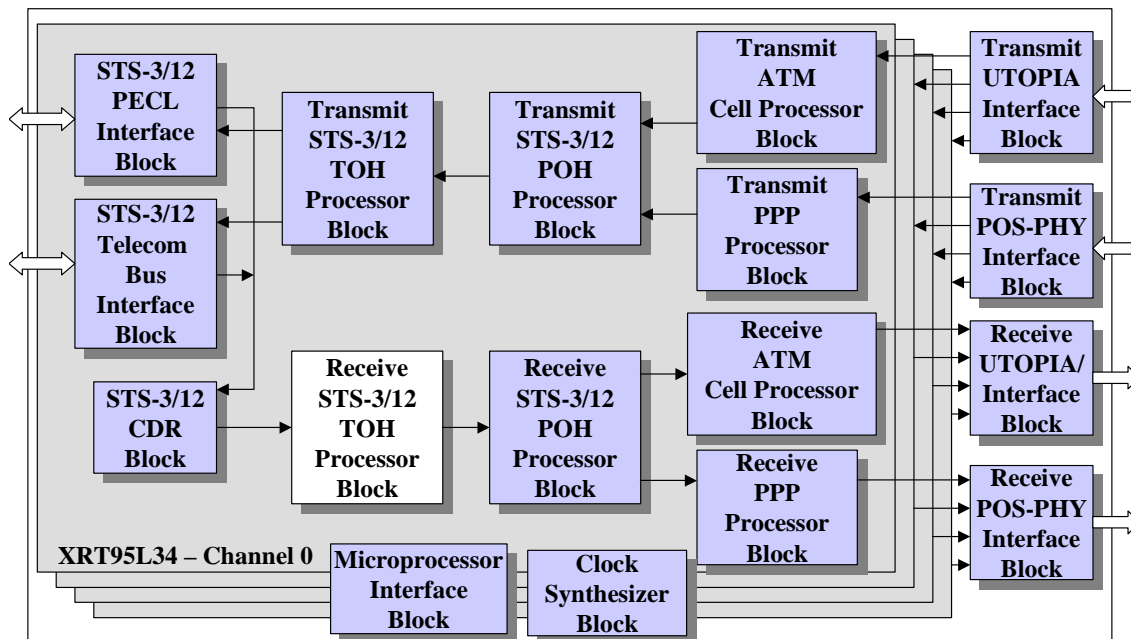 STS-3/12
PECL
Interface
Block
Transmit
STS-3/12
TOH
Processor
Block
Transmit
STS-3/12
POH
Processor
Block
Transmit
ATM
Cell Processor
Block
Transmit
UTOPIA
Interface
Block
STS-3/12
Telecom
Bus
Interface
Block
Transmit
PPP
Processor
Block
Transmit
POS-PHY
Interface
Block
STS-3/12
CDR
Block
Receive
STS-3/12
TOH
Processor
Block
Receive
STS-3/12
POH
Processor
Block
Receive
ATM
Cell Processor
Block
Receive
UTOPIA/
Interface
Block
Receive
PPP
Processor
Block
Receive
POS-PHY
Interface
Block
XRT95L34 – Channel 0
Microprocessor
Interface
Block
Clock
Synthesizer
Block